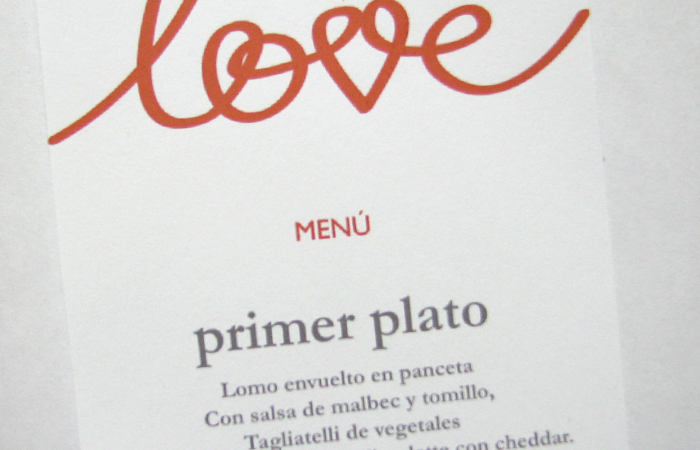 love
MENÚ
primer plato
Lomo envuelto en panceta
Con salsa de malbec y tomillo,
Tagliatelli de vegetales
con cheddar.